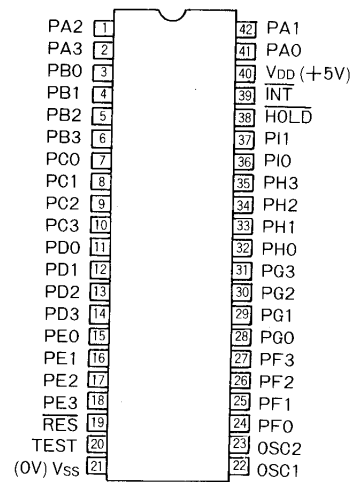 PA2 1 42 PA1
PA3 2 41 PA0
PB0 3 40 VDD (+5V)
PB1 4 39 INT
PB2 5 38 HOLD
PB3 6 37 PI1
PC0 7 36 PI0
PC1 8 35 PH3
PC2 9 34 PH2
PC3 10 33 PH1
PD0 11 32 PH0
PD1 12 31 PG3
PD2 13 30 PG2
PD3 14 29 PG1
PE0 15 28 PG0
PE1 16 27 PF3
PE2 17 26 PF2
PE3 18 25 PF1
RES 19 24 PF0
TEST 20 23 OSC2
(0V) VSS 21 22 OSC1